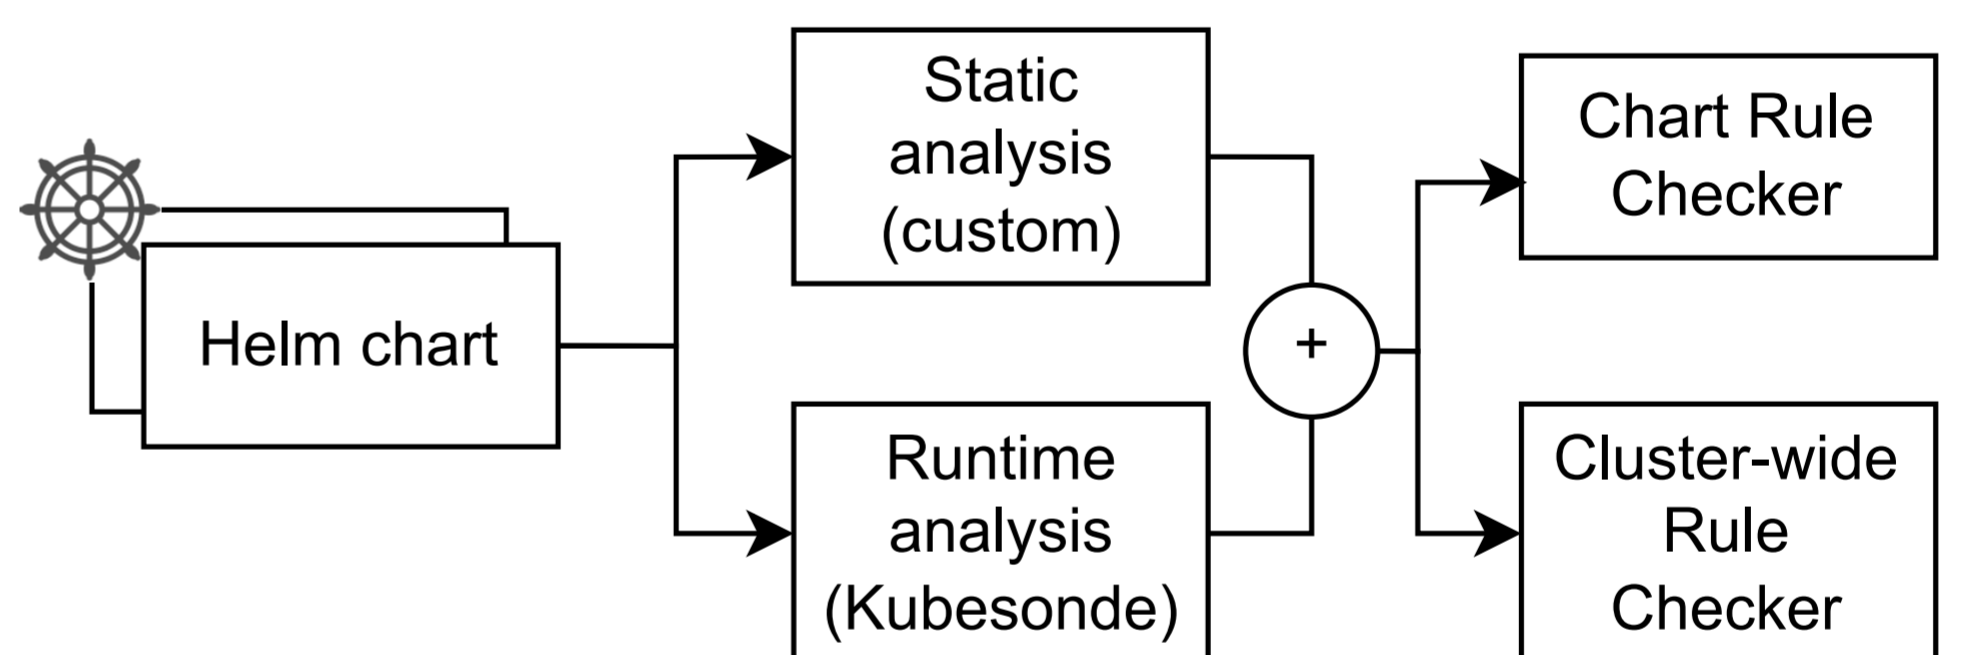 Helm chart
Static
analysis
(custom)
Runtime
analysis
(Kubesonde)
+
Chart Rule
Checker
Cluster-wide
Rule
Checker